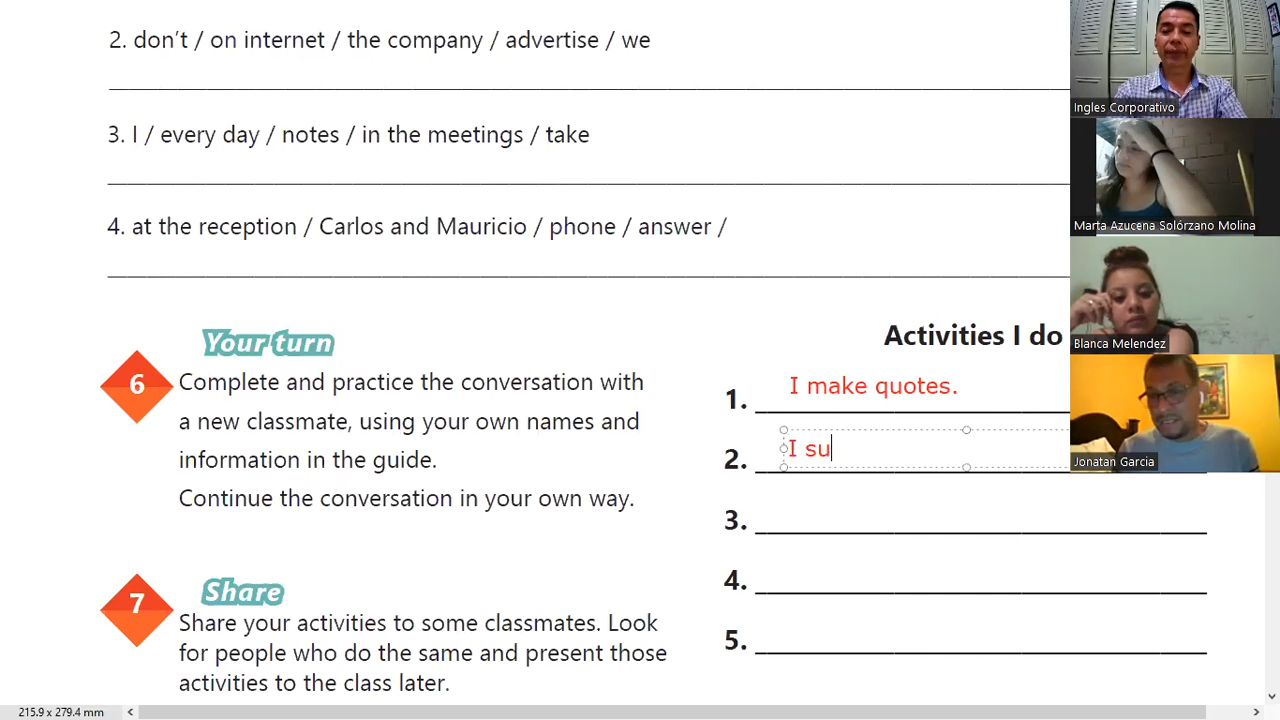 2. don't / on internet / the company / advertise / we
3. I / every day / notes / in the meetings / take
4. at the reception / Carlos and Mauricio / phone / answer /
Your turn
6
Complete and practice the conversation with
a new classmate, using your own names and
information in the guide.
Continue the conversation in your own way.
7
Share
Share your activities to some classmates. Look
for people who do the same and present those
activities to the class later.
Activities I do
1. I make quotes.
2. I su
3.
4.
5.
Ingles Corporativo
Marta Azucena Solórzano Molina
Blanca Melendez
Jonatan Garcia
215.9 x 279.4 mm